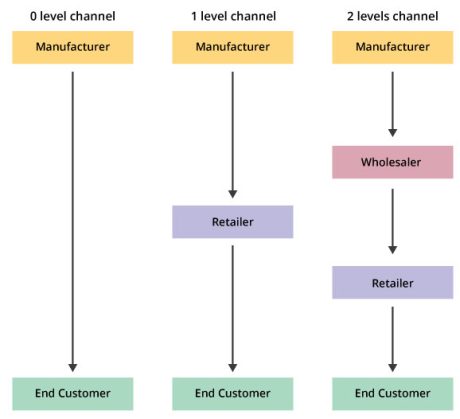 0 level channel
1 level channel
2 levels channel
Manufacturer
Manufacturer
Manufacturer
Wholesaler
Retailer
Retailer
End Customer
End Customer
End Customer